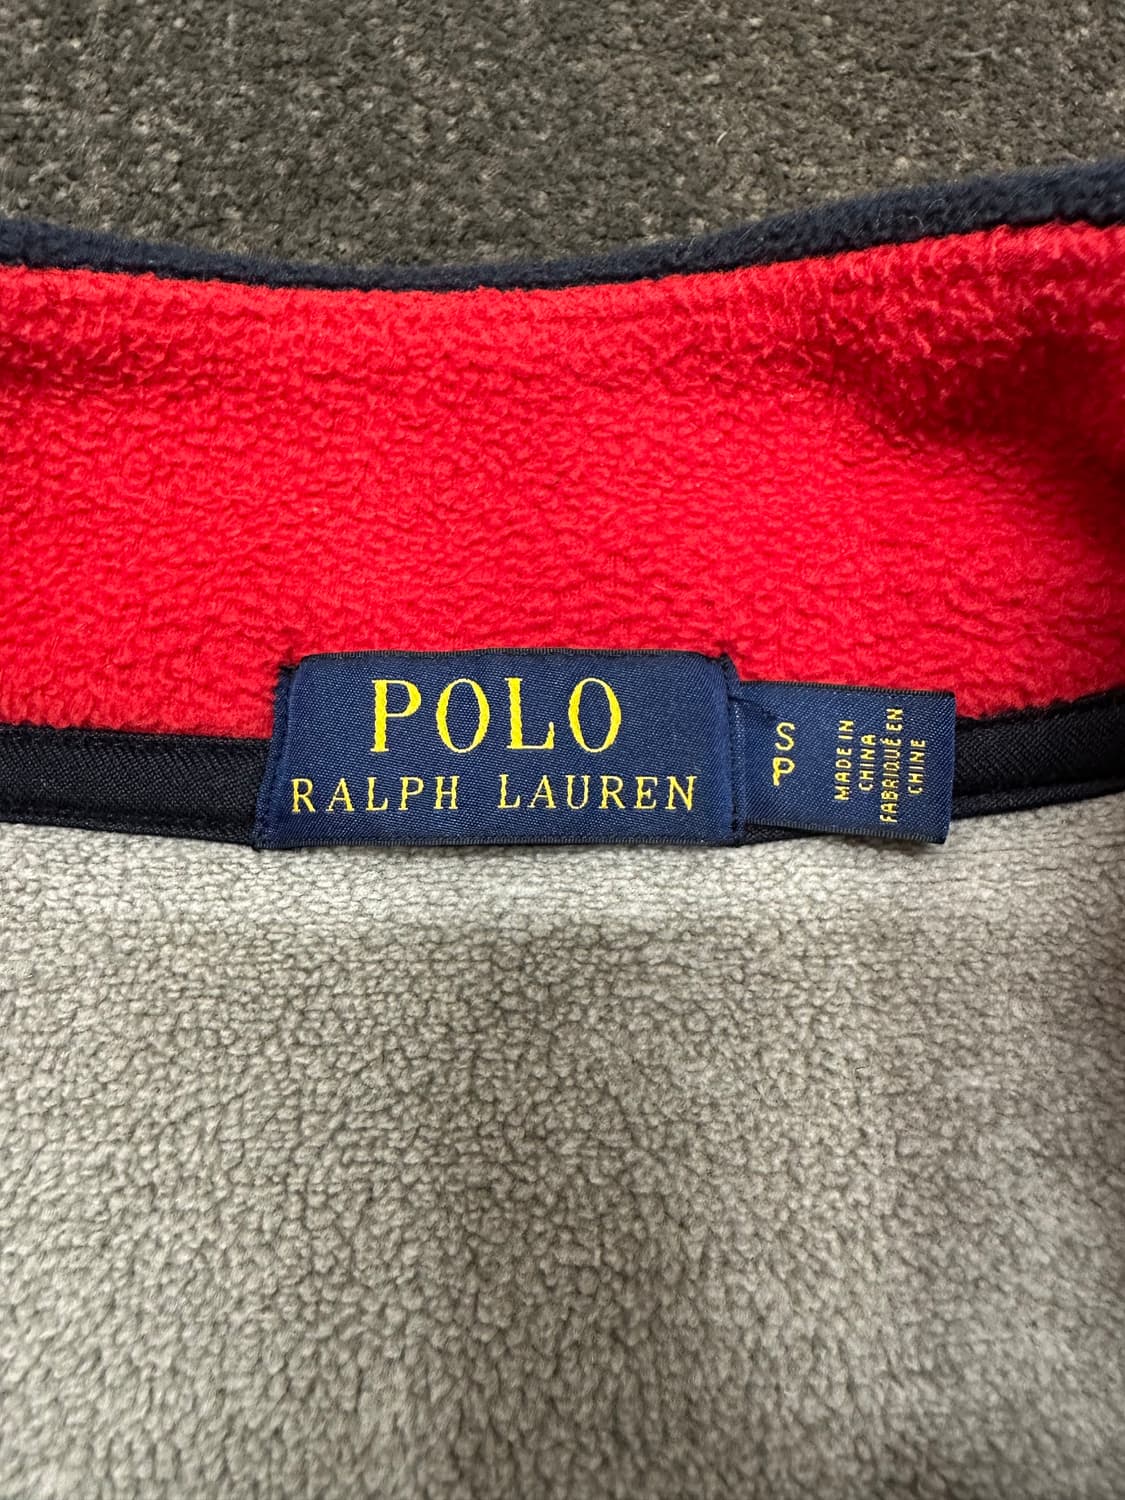 POLO
RALPH LAUREN
S
P
MADE IN
CHINA
FABRIQUÉ EN
CHINE